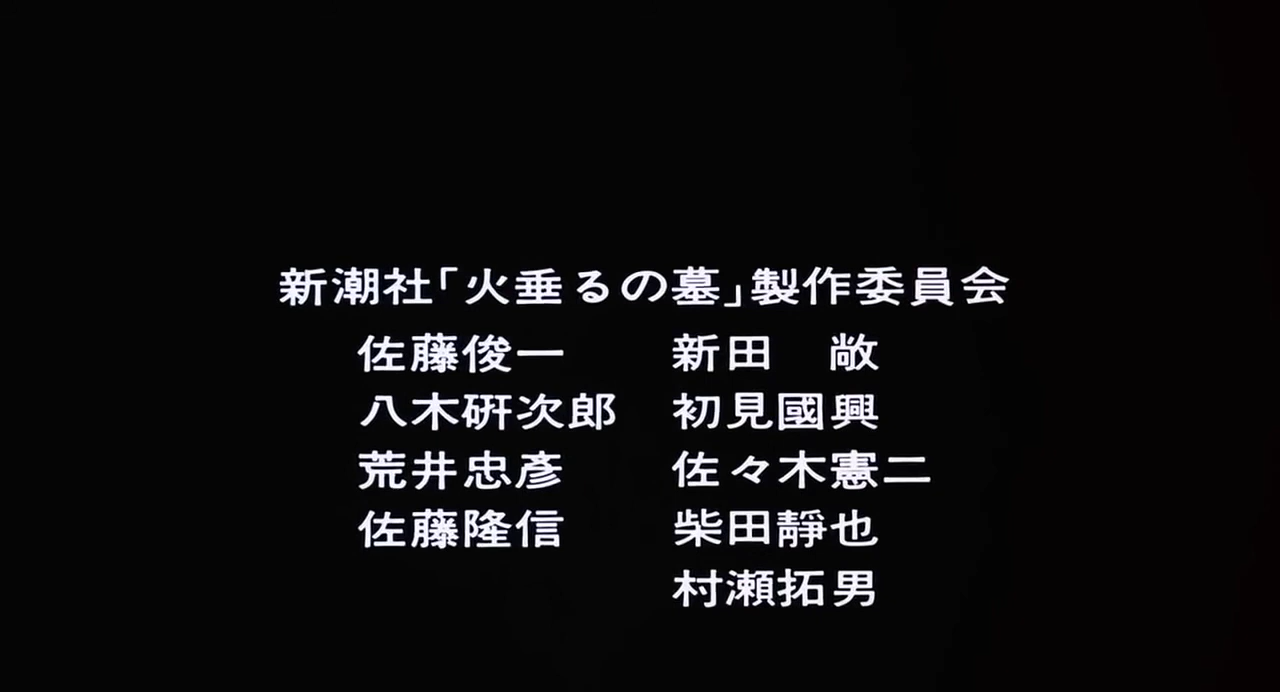 新潮社「火垂るの墓」製作委員会
佐藤俊一　新田　敞
八木硏次郎　初見國興
荒井忠彥　佐々木憲二
佐藤隆信　柴田靜也
村瀬拓男